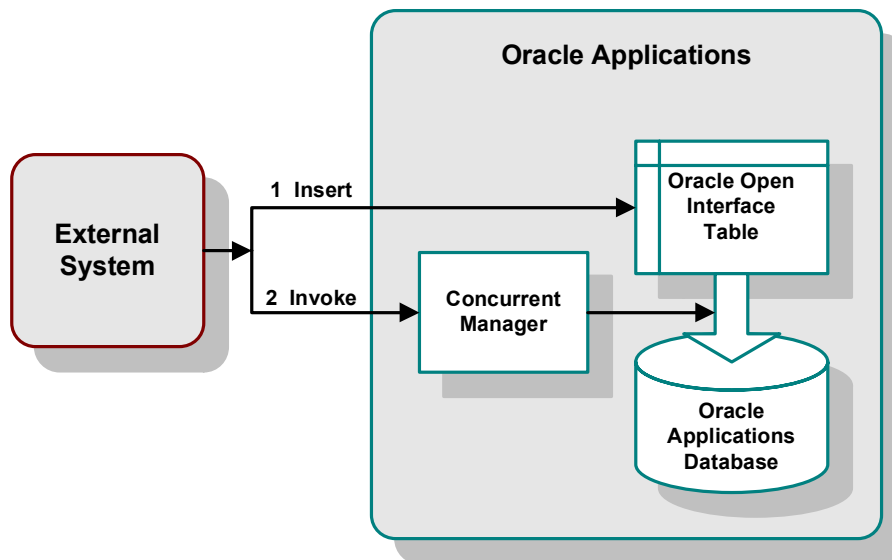 Oracle Applications
External
System
1 Insert
Oracle Open
Interface
Table
2 Invoke
Concurrent
Manager
Oracle
Applications
Database